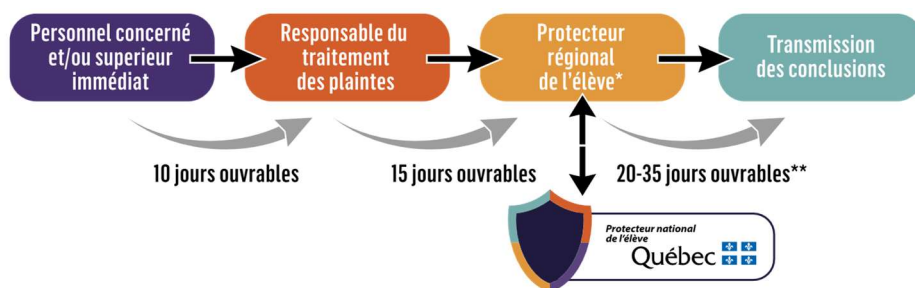 Personnel concerné
et/ou superieur
immédiat
Responsable du
traitement
des plaintes
Protecteur
régional
de l'élève*
Transmission
des conclusions
10 jours ouvrables
15 jours ouvrables
20-35 jours ouvrables**
Protecteur national
de l'élève
Québec